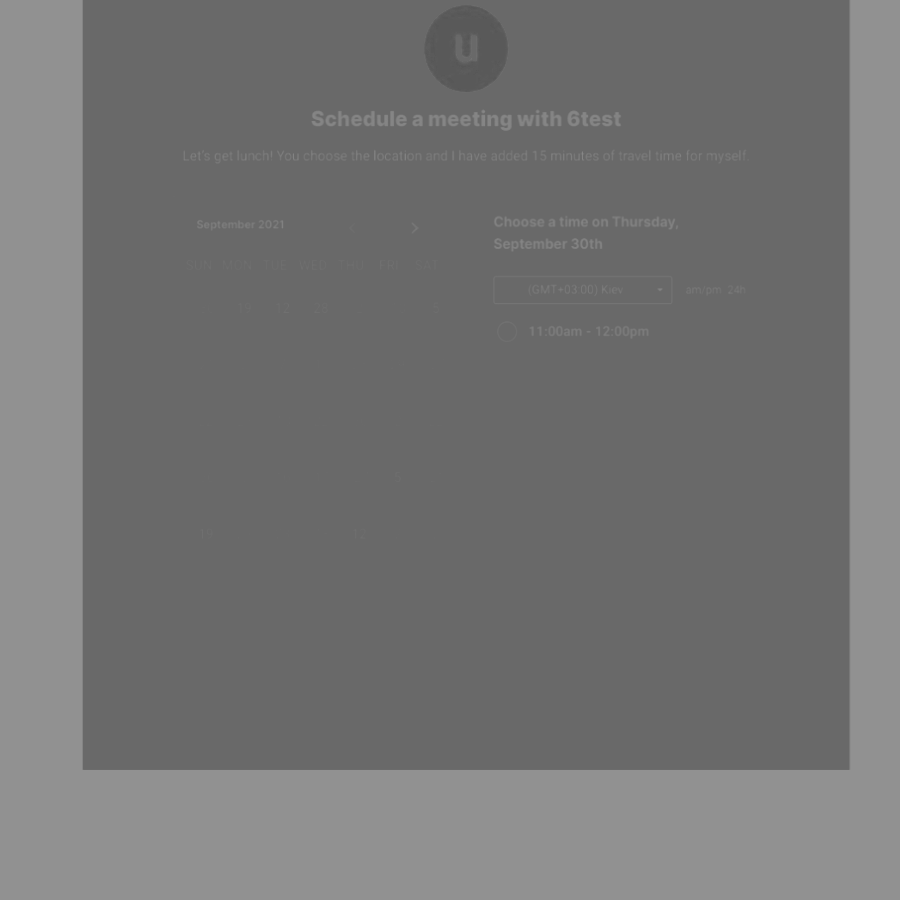 u
Schedule a meeting with 6test
Let's get lunch! You choose the location and I have added 15 minutes of travel time for myself.
September 2021
Choose a time on Thursday,
September 30th
SUN MON TUE WED THU FRI SAT
(GMT+03:00) Kiev
am/pm 24h
11:00am - 12:00pm